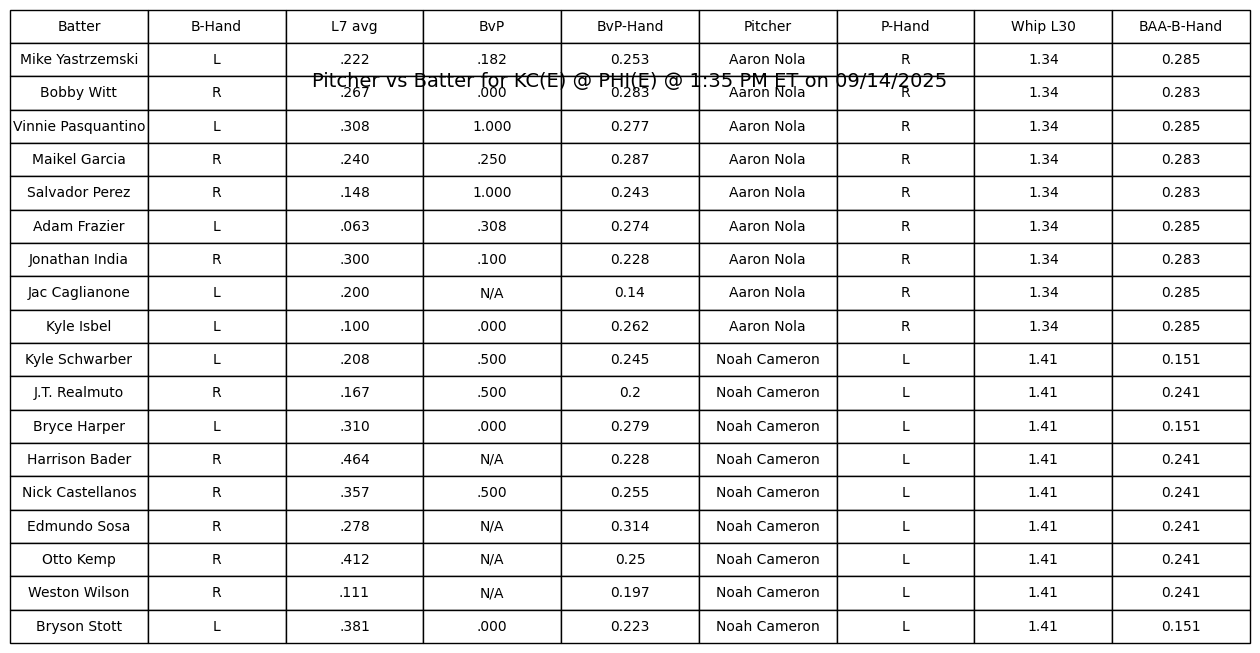 Batter B-Hand L7 avg BvP BvP-Hand Pitcher P-Hand Whip L30 BAA-B-Hand
Mike Yastrzemski L .222 .182 0.253 Aaron Nola R 1.34 0.285
Pitcher vs Batter for KC(E) @ PHI(E) @ 1:35 PM ET on 09/14/2025
Bobby Witt R .267 .000 0.283 Aaron Nola R 1.34 0.283
Vinnie Pasquantino L .308 1.000 0.277 Aaron Nola R 1.34 0.285
Maikel Garcia R .240 .250 0.287 Aaron Nola R 1.34 0.283
Salvador Perez R .148 1.000 0.243 Aaron Nola R 1.34 0.283
Adam Frazier L .063 .308 0.274 Aaron Nola R 1.34 0.285
Jonathan India R .300 .100 0.228 Aaron Nola R 1.34 0.283
Jac Caglianone L .200 N/A 0.14 Aaron Nola R 1.34 0.285
Kyle Isbel L .100 .000 0.262 Aaron Nola R 1.34 0.285
Kyle Schwarber L .208 .500 0.245 Noah Cameron L 1.41 0.151
J.T. Realmuto R .167 .500 0.2 Noah Cameron L 1.41 0.241
Bryce Harper L .310 .000 0.279 Noah Cameron L 1.41 0.151
Harrison Bader R .464 N/A 0.228 Noah Cameron L 1.41 0.241
Nick Castellanos R .357 .500 0.255 Noah Cameron L 1.41 0.241
Edmundo Sosa R .278 N/A 0.314 Noah Cameron L 1.41 0.241
Otto Kemp R .412 N/A 0.25 Noah Cameron L 1.41 0.241
Weston Wilson R .111 N/A 0.197 Noah Cameron L 1.41 0.241
Bryson Stott L .381 .000 0.223 Noah Cameron L 1.41 0.151